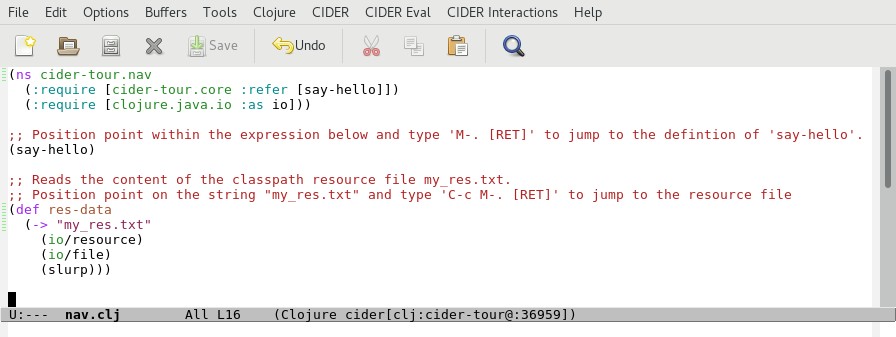 File Edit Options Buffers Tools Clojure CIDER CIDER Eval CIDER Interactions Help
Save Undo
(ns cider-tour.nav
  (:require [cider-tour.core :refer [say-hello]])
  (:require [clojure.java.io :as io]))
;; Position point within the expression below and type 'M-. [RET]' to jump to the defintion of 'say-hello'.
(say-hello)
;; Reads the content of the classpath resource file my_res.txt.
;; Position point on the string "my_res.txt" and type 'C-c M-. [RET]' to jump to the resource file
(def res-data
  (-> "my_res.txt"
    (io/resource)
    (io/file)
    (slurp)))
U:---  nav.clj        All L16    (Clojure cider[clj:cider-tour@:36959])